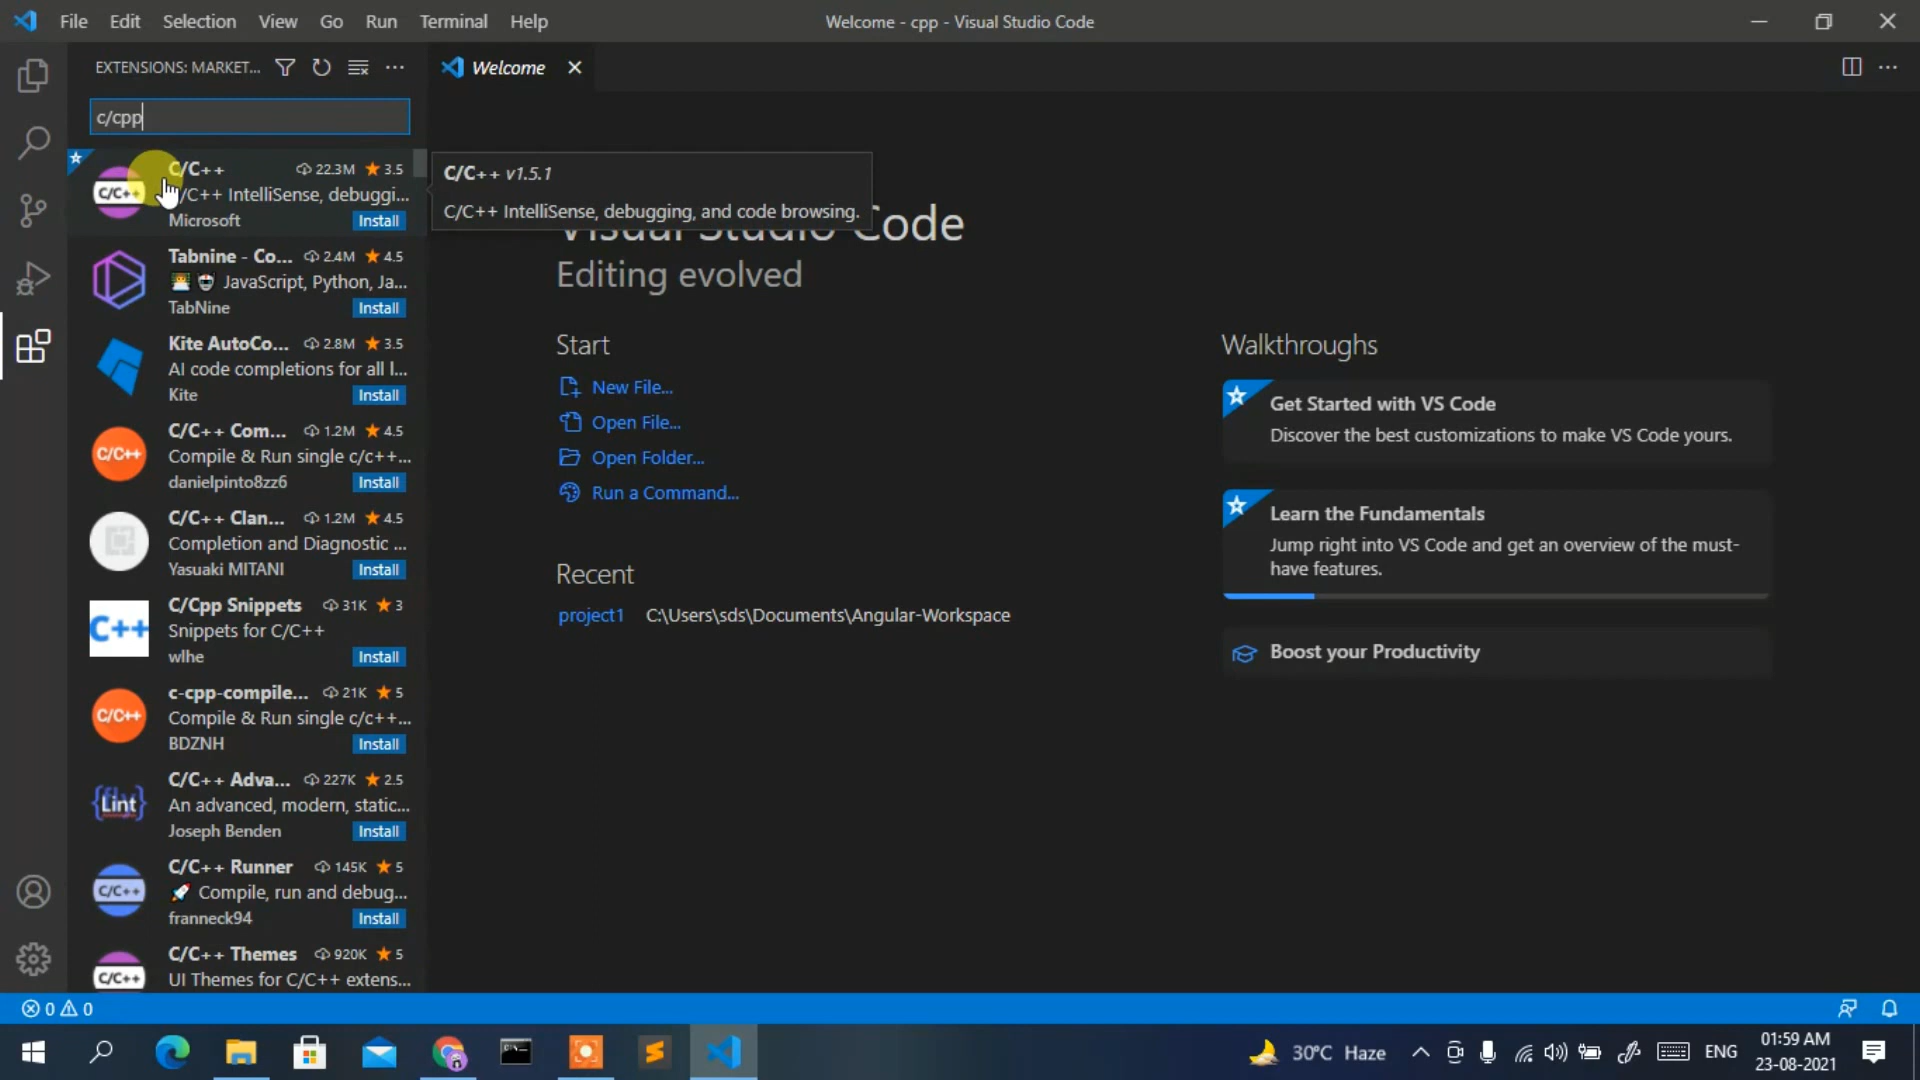 File Edit Selection View Go Run Terminal Help
Welcome - cpp - Visual Studio Code
EXTENSIONS: MARKET...
Welcome
c/cpp
C/C++ 22.3M 3.5
C/C++ IntelliSense, debuggi...
Microsoft Install
C/C++ v1.5.1
C/C++ IntelliSense, debugging, and code browsing.
Tabnine - Co... 2.4M 4.5
JavaScript, Python, Ja...
TabNine Install
Kite AutoCo... 2.8M 3.5
AI code completions for all l...
Kite Install
C/C++ Com... 1.2M 4.5
Compile & Run single c/c++...
danielpinto8zz6 Install
C/C++ Clan... 1.2M 4.5
Completion and Diagnostic ...
Yasuaki MITANI Install
C/Cpp Snippets 31K 3
Snippets for C/C++
wlhe Install
c-cpp-compile... 21K 5
Compile & Run single c/c++...
BDZNH Install
C/C++ Adva... 227K 2.5
An advanced, modern, static...
Joseph Benden Install
C/C++ Runner 145K 5
Compile, run and debug...
franneck94 Install
C/C++ Themes 920K 5
UI Themes for C/C++ extens...
C/C++
C/C++
C++
C/C++
Lint
C/C++
C/C++
Visual Studio Code
Editing evolved
Start
New File...
Open File...
Open Folder...
Run a Command...
Recent
project1 C:\Users\sds\Documents\Angular-Workspace
Walkthroughs
Get Started with VS Code
Discover the best customizations to make VS Code yours.
Learn the Fundamentals
Jump right into VS Code and get an overview of the must-
have features.
Boost your Productivity
0 0
30°C Haze
ENG
01:59 AM
23-08-2021